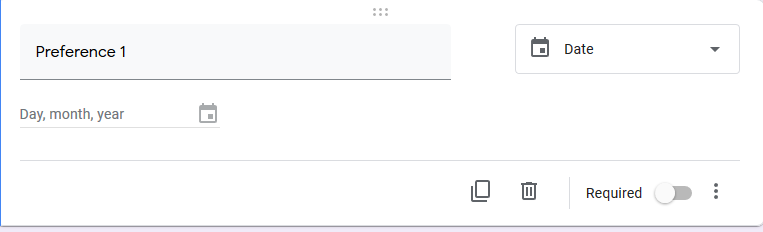 Preference 1
Date
Day, month, year
Required